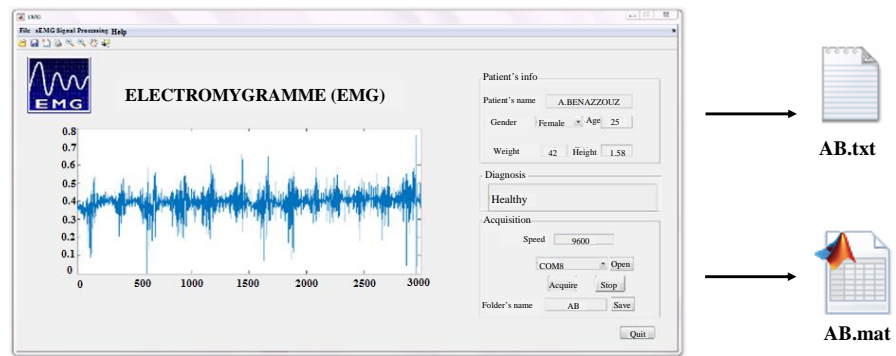 EMG
File sEMG Signal Processing Help
EMG
ELECTROMYGRAMME (EMG)
0.8
0.7
0.6
0.5
0.4
0.3
0.2
0.1
0
0 500 1000 1500 2000 2500 3000
Patient's info
Patient's name A.BENAZZOUZ
Gender Female Age 25
Weight 42 Height 1.58
Diagnosis
Healthy
Acquisition
Speed 9600
COM8 Open
Acquire Stop
Folder's name AB Save
Quit
AB.txt
AB.mat